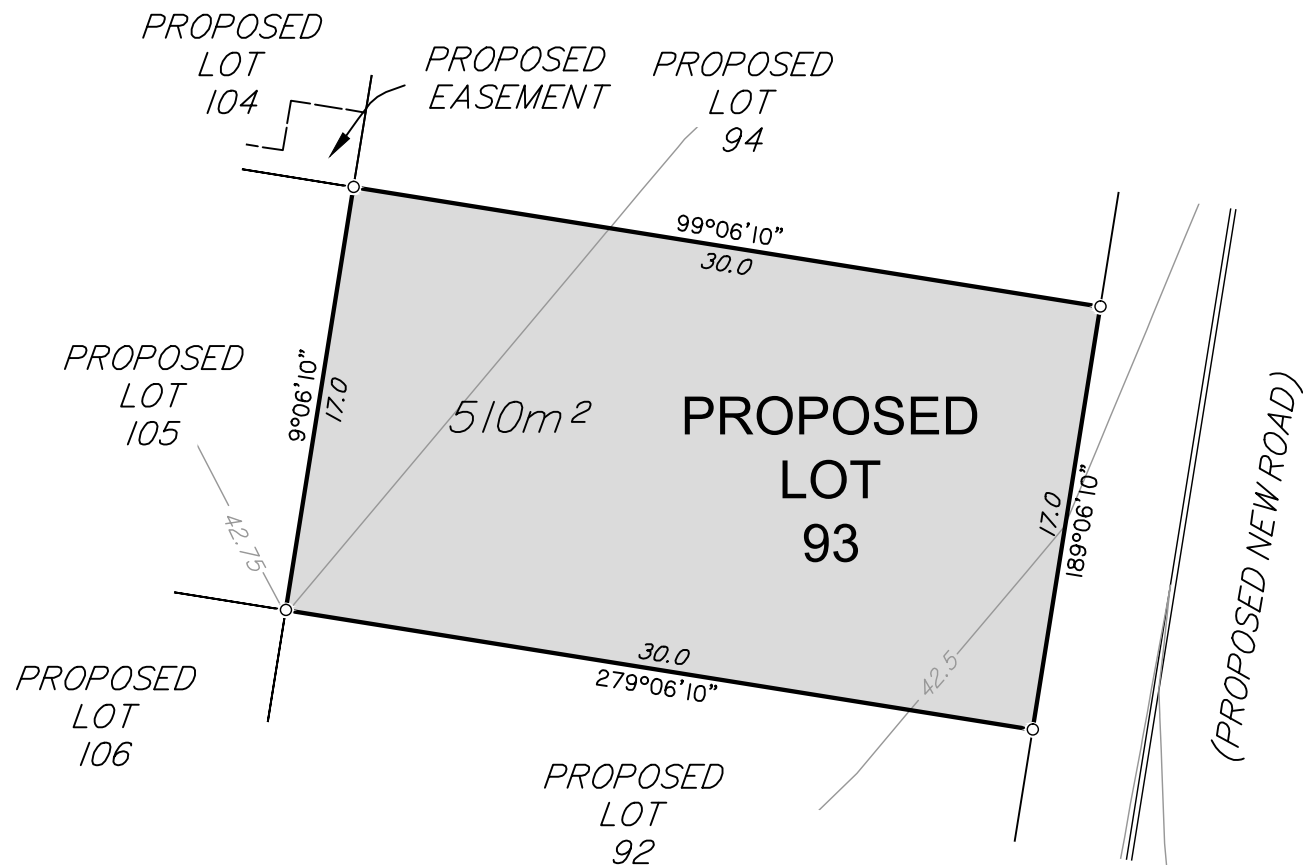 PROPOSED
LOT
104
PROPOSED
EASEMENT
PROPOSED
LOT
94
99°06'10"
30.0
PROPOSED
LOT
105
9°06'10"
17.0
510m²
PROPOSED
LOT
93
17.0
189°06'10"
(PROPOSED NEW ROAD)
42.75
30.0
279°06'10"
42.5
PROPOSED
LOT
106
PROPOSED
LOT
92